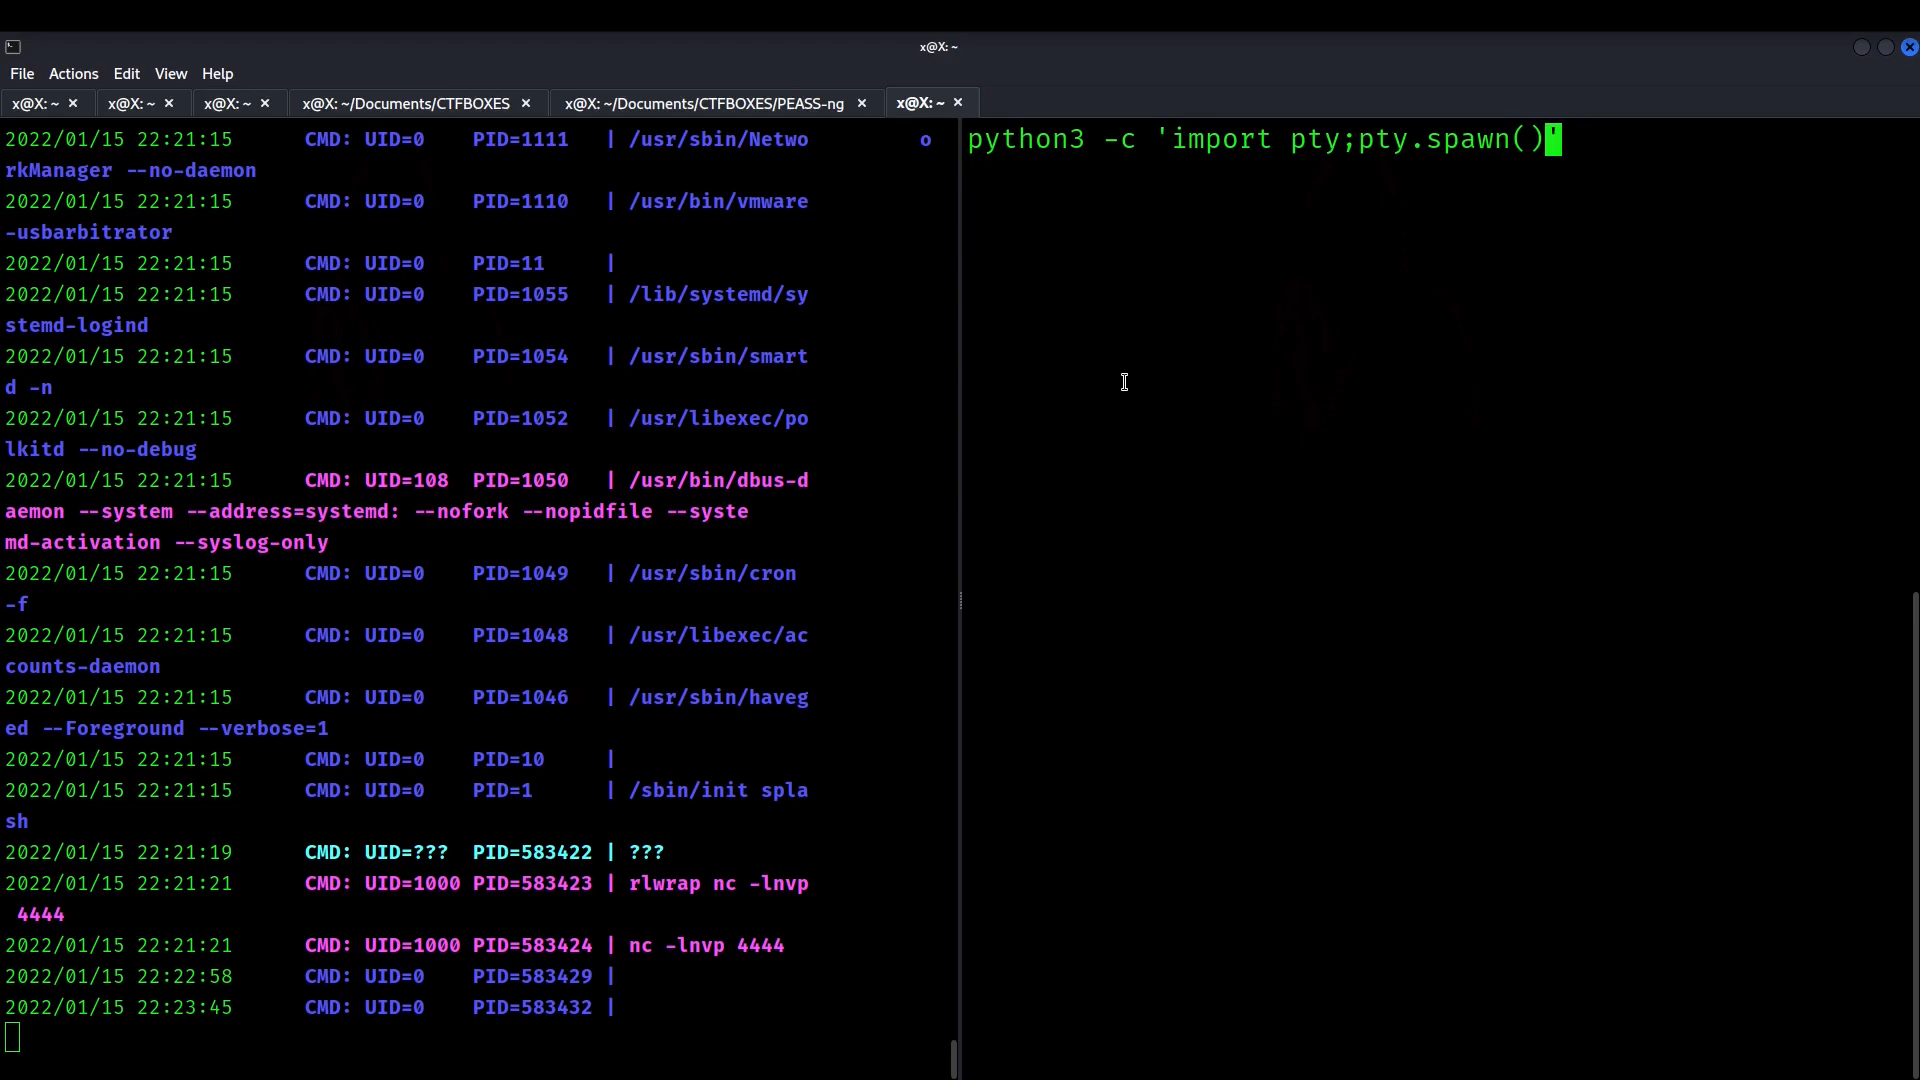 x@X: ~
File Actions Edit View Help
x@X: ~ × x@X: ~ × x@X: ~ × x@X: ~/Documents/CTFBOXES × x@X: ~/Documents/CTFBOXES/PEASS-ng × x@X: ~ ×
2022/01/15 22:21:15 CMD: UID=0 PID=1111 | /usr/sbin/Netwo o
rkManager --no-daemon
2022/01/15 22:21:15 CMD: UID=0 PID=1110 | /usr/bin/vmware
-usbarbitrator
2022/01/15 22:21:15 CMD: UID=0 PID=11 |
2022/01/15 22:21:15 CMD: UID=0 PID=1055 | /lib/systemd/sy
stemd-logind
2022/01/15 22:21:15 CMD: UID=0 PID=1054 | /usr/sbin/smart
d -n
2022/01/15 22:21:15 CMD: UID=0 PID=1052 | /usr/libexec/po
lkitd --no-debug
2022/01/15 22:21:15 CMD: UID=108 PID=1050 | /usr/bin/dbus-d
aemon --system --address=systemd: --nofork --nopidfile --syste
md-activation --syslog-only
2022/01/15 22:21:15 CMD: UID=0 PID=1049 | /usr/sbin/cron
-f
2022/01/15 22:21:15 CMD: UID=0 PID=1048 | /usr/libexec/ac
counts-daemon
2022/01/15 22:21:15 CMD: UID=0 PID=1046 | /usr/sbin/haveg
ed --Foreground --verbose=1
2022/01/15 22:21:15 CMD: UID=0 PID=10 |
2022/01/15 22:21:15 CMD: UID=0 PID=1 | /sbin/init spla
sh
2022/01/15 22:21:19 CMD: UID=??? PID=583422 | ???
2022/01/15 22:21:21 CMD: UID=1000 PID=583423 | rlwrap nc -lnvp
4444
2022/01/15 22:21:21 CMD: UID=1000 PID=583424 | nc -lnvp 4444
2022/01/15 22:22:58 CMD: UID=0 PID=583429 |
2022/01/15 22:23:45 CMD: UID=0 PID=583432 |
python3 -c 'import pty;pty.spawn()'